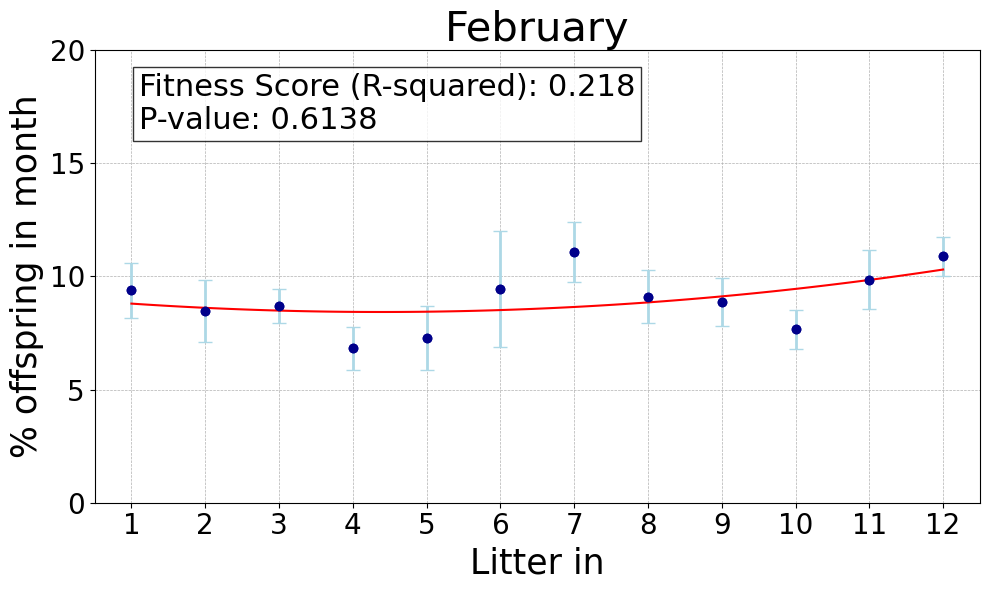 February
Fitness Score (R-squared): 0.218
P-value: 0.6138
% offspring in month
20
15
10
5
0
1 2 3 4 5 6 7 8 9 10 11 12
Litter in